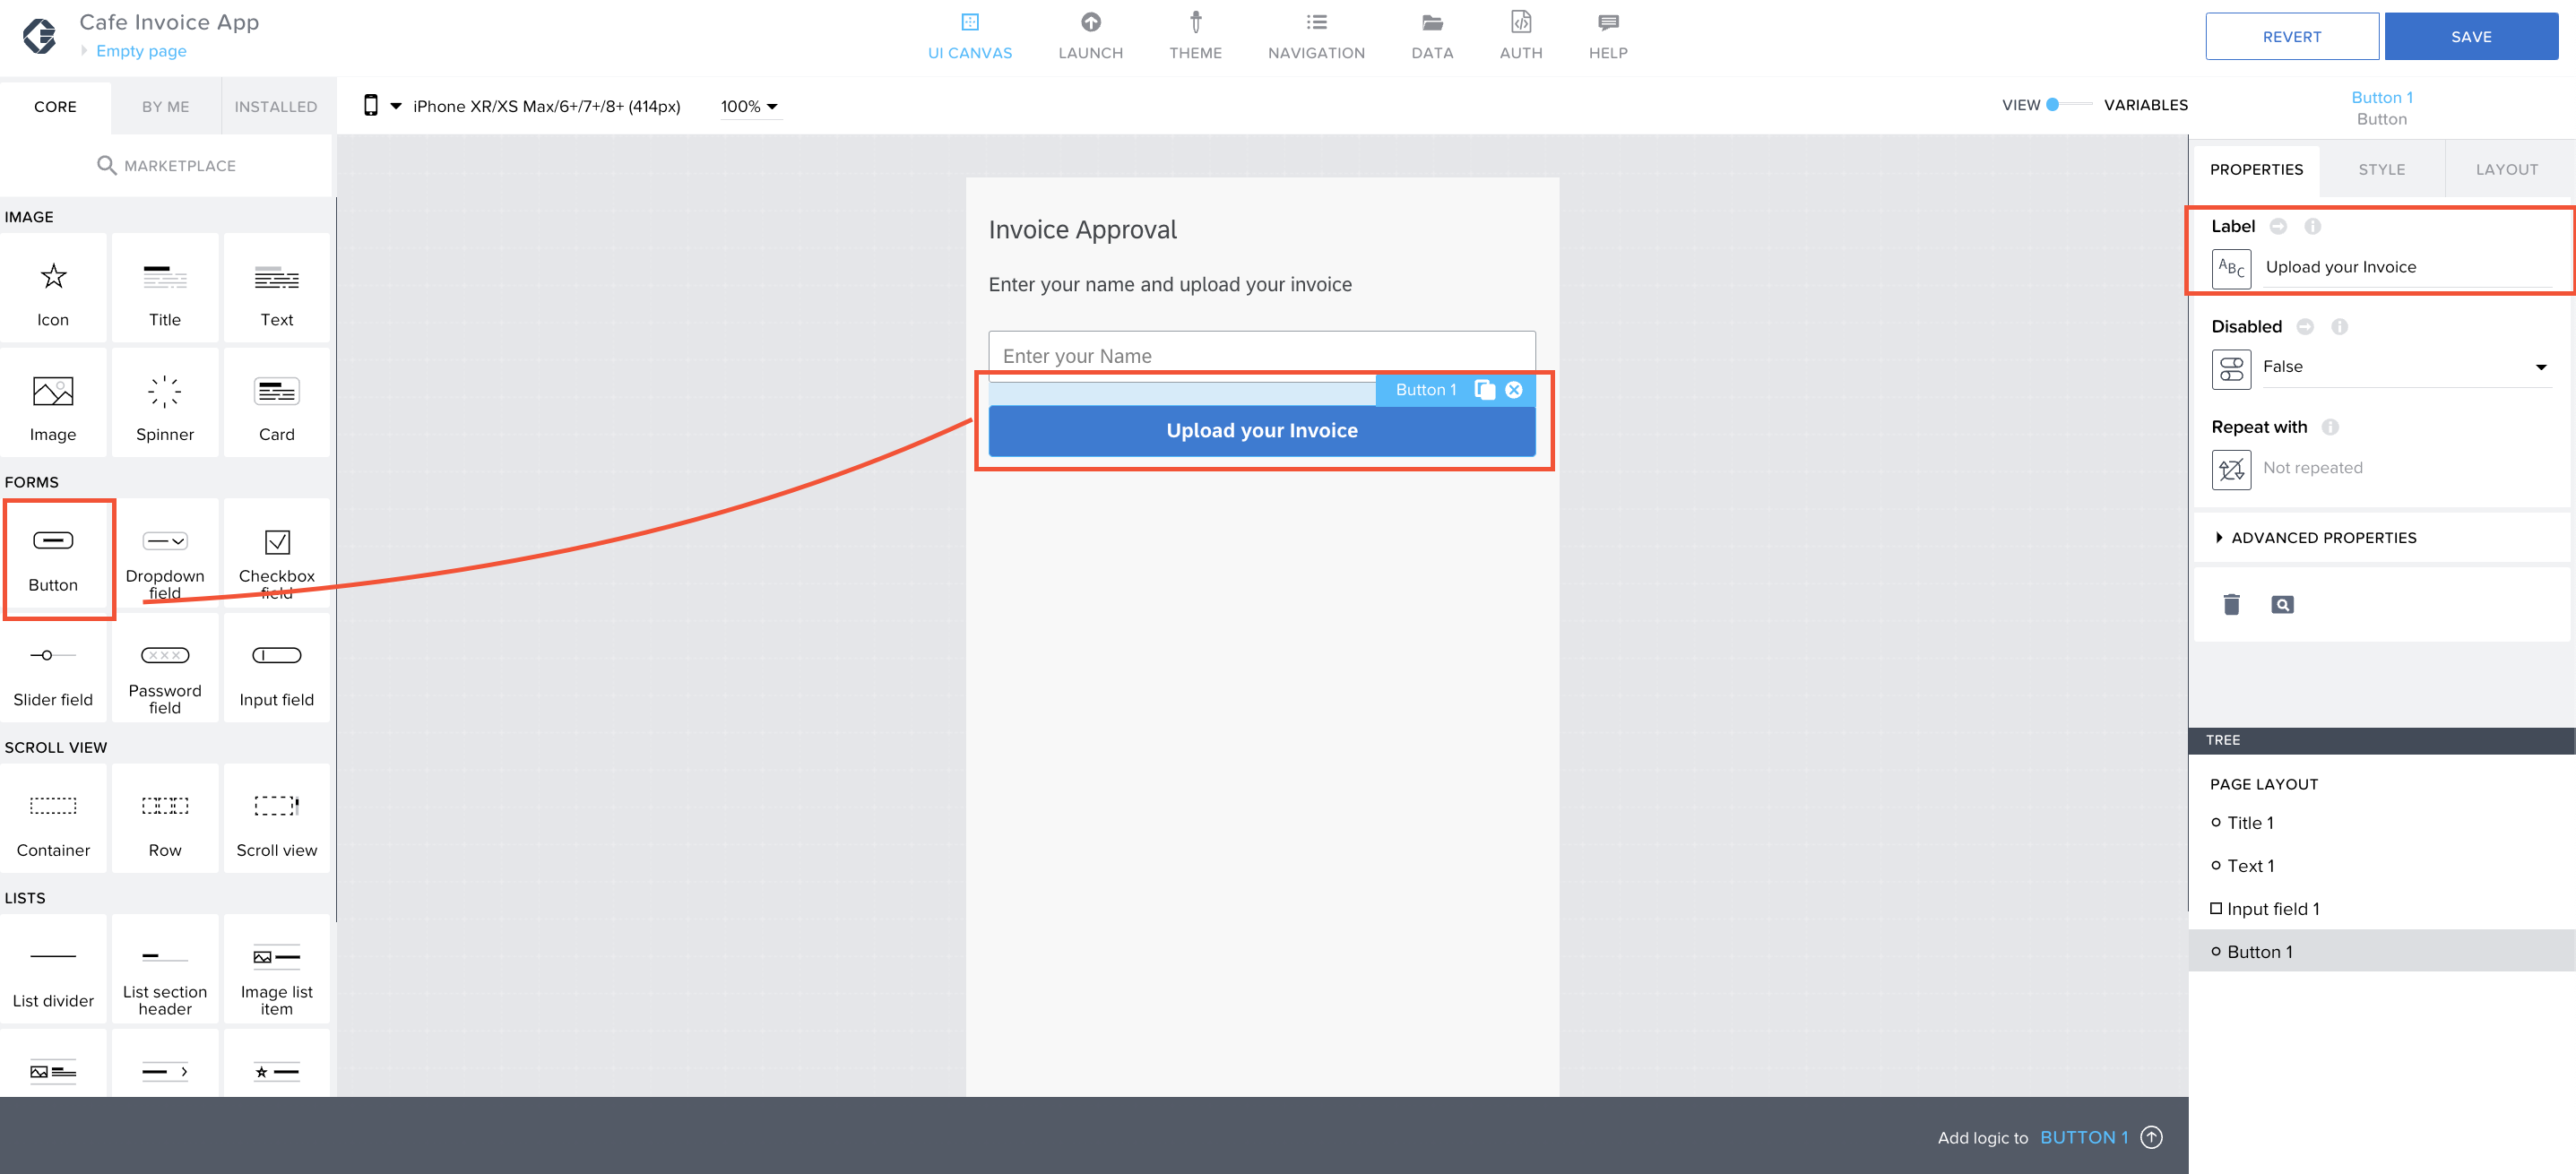 Cafe Invoice App
Empty page
UI CANVAS
LAUNCH
THEME
NAVIGATION
DATA
AUTH
HELP
REVERT
SAVE
CORE
BY ME
INSTALLED
iPhone XR/XS Max/6+/7+/8+ (414px)
100%
VIEW
VARIABLES
Button 1
Button
MARKETPLACE
PROPERTIES
STYLE
LAYOUT
IMAGE
Icon
Title
Text
Image
Spinner
Card
FORMS
Button
Dropdown
field
Checkbox
field
Slider field
Password
field
Input field
SCROLL VIEW
Container
Row
Scroll view
LISTS
List divider
List section
header
Image list
item
Invoice Approval
Enter your name and upload your invoice
Enter your Name
Button 1
Upload your Invoice
Label
ABC
Upload your Invoice
Disabled
False
Repeat with
Not repeated
ADVANCED PROPERTIES
TREE
PAGE LAYOUT
Title 1
Text 1
Input field 1
Button 1
Add logic to BUTTON 1